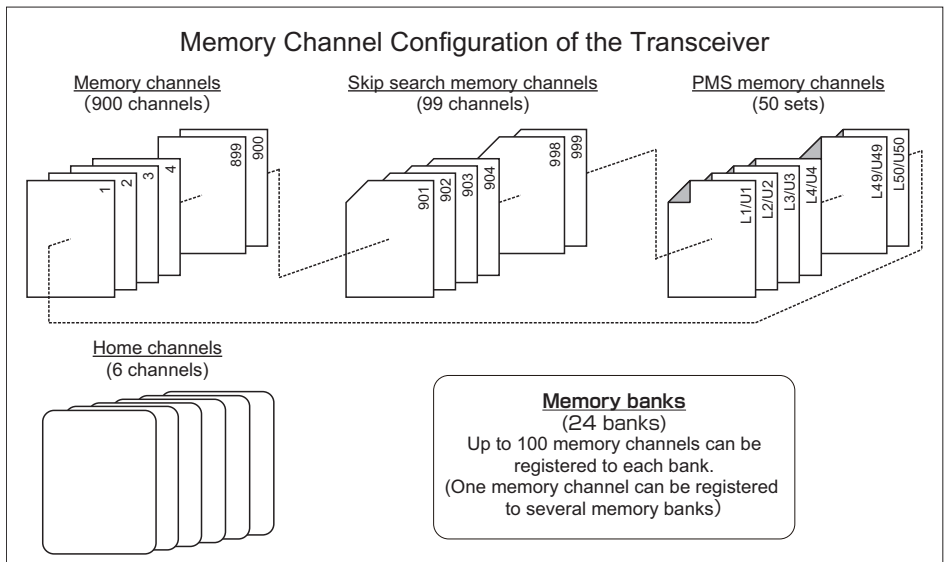 Memory Channel Configuration of the Transceiver
Memory channels
(900 channels)
1
2
3
4
899
900
Skip search memory channels
(99 channels)
901
902
903
904
998
999
PMS memory channels
(50 sets)
L1/U1
L2/U2
L3/U3
L4/U4
L49/U49
L50/U50
Home channels
(6 channels)
Memory banks
(24 banks)
Up to 100 memory channels can be
registered to each bank.
(One memory channel can be registered
to several memory banks)